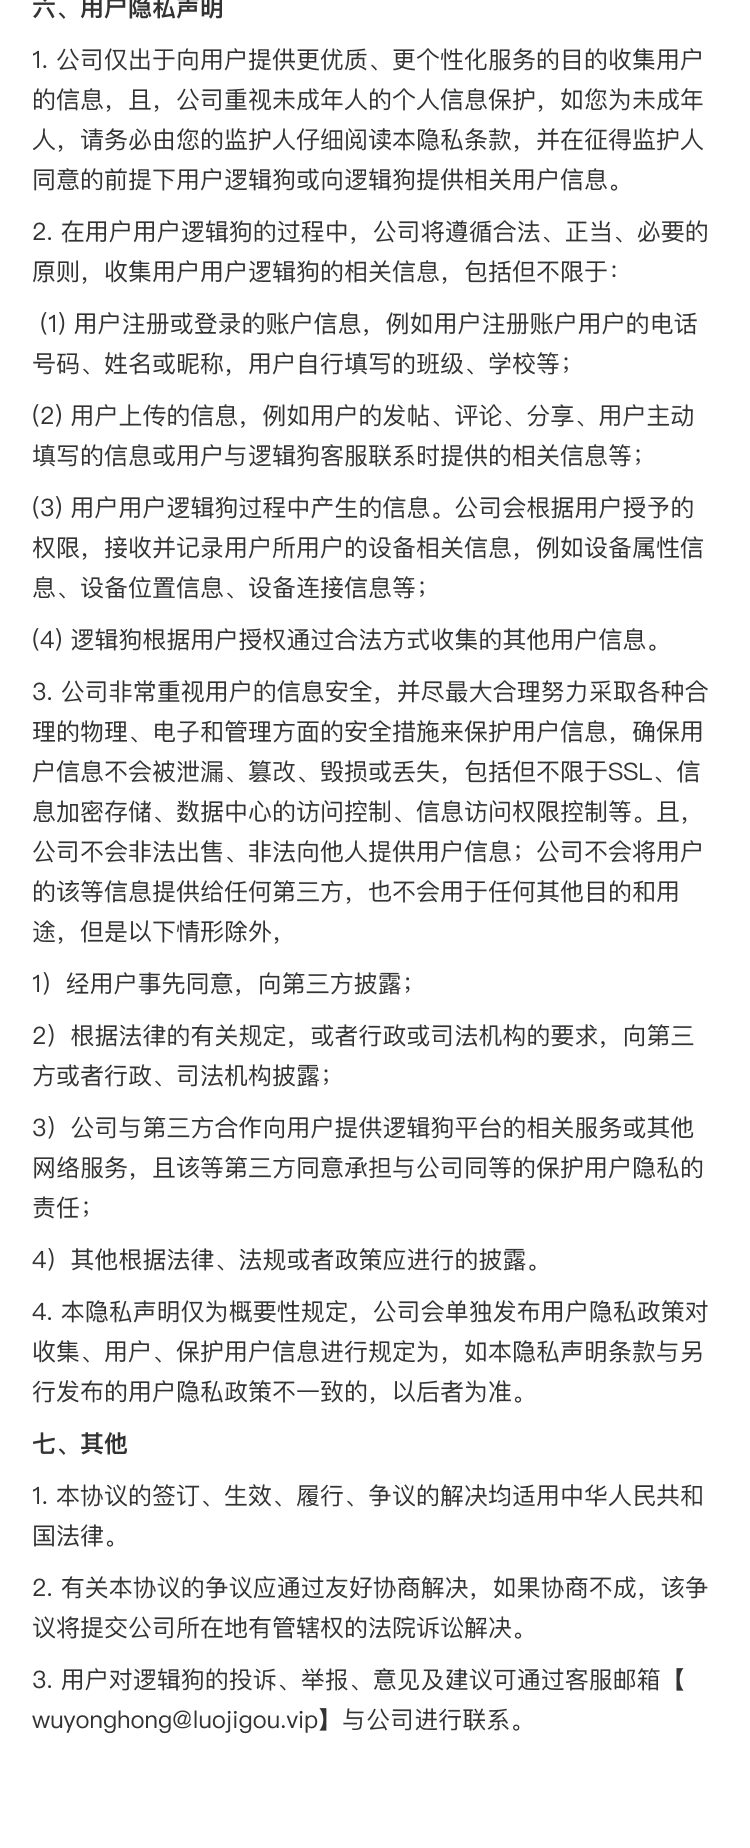 六、用户隐私声明
1. 公司仅出于向用户提供更优质、更个性化服务的目的收集用户
的信息，且，公司重视未成年人的个人信息保护，如您为未成年
人，请务必由您的监护人仔细阅读本隐私条款，并在征得监护人
同意的前提下用户逻辑狗或向逻辑狗提供相关用户信息。
2. 在用户用户逻辑狗的过程中，公司将遵循合法、正当、必要的
原则，收集用户用户逻辑狗的相关信息，包括但不限于：
(1) 用户注册或登录的账户信息，例如用户注册账户用户的电话
号码、姓名或昵称，用户自行填写的班级、学校等；
(2) 用户上传的信息，例如用户的发帖、评论、分享、用户主动
填写的信息或用户与逻辑狗客服联系时提供的相关信息等；
(3) 用户用户逻辑狗过程中产生的信息。公司会根据用户授予的
权限，接收并记录用户所用户的设备相关信息，例如设备属性信
息、设备位置信息、设备连接信息等；
(4) 逻辑狗根据用户授权通过合法方式收集的其他用户信息。
3. 公司非常重视用户的信息安全，并尽最大合理努力采取各种合
理的物理、电子和管理方面的安全措施来保护用户信息，确保用
户信息不会被泄漏、篡改、毁损或丢失，包括但不限于SSL、信
息加密存储、数据中心的访问控制、信息访问权限控制等。且，
公司不会非法出售、非法向他人提供用户信息；公司不会将用户
的该等信息提供给任何第三方，也不会用于任何其他目的和用
途，但是以下情形除外，
1）经用户事先同意，向第三方披露；
2）根据法律的有关规定，或者行政或司法机构的要求，向第三
方或者行政、司法机构披露；
3）公司与第三方合作向用户提供逻辑狗平台的相关服务或其他
网络服务，且该等第三方同意承担与公司同等的保护用户隐私的
责任；
4）其他根据法律、法规或者政策应进行的披露。
4. 本隐私声明仅为概要性规定，公司会单独发布用户隐私政策对
收集、用户、保护用户信息进行规定为，如本隐私声明条款与另
行发布的用户隐私政策不一致的，以后者为准。
七、其他
1. 本协议的签订、生效、履行、争议的解决均适用中华人民共和
国法律。
2. 有关本协议的争议应通过友好协商解决，如果协商不成，该争
议将提交公司所在地有管辖权的法院诉讼解决。
3. 用户对逻辑狗的投诉、举报、意见及建议可通过客服邮箱【
wuyonghong@luojigou.vip】与公司进行联系。